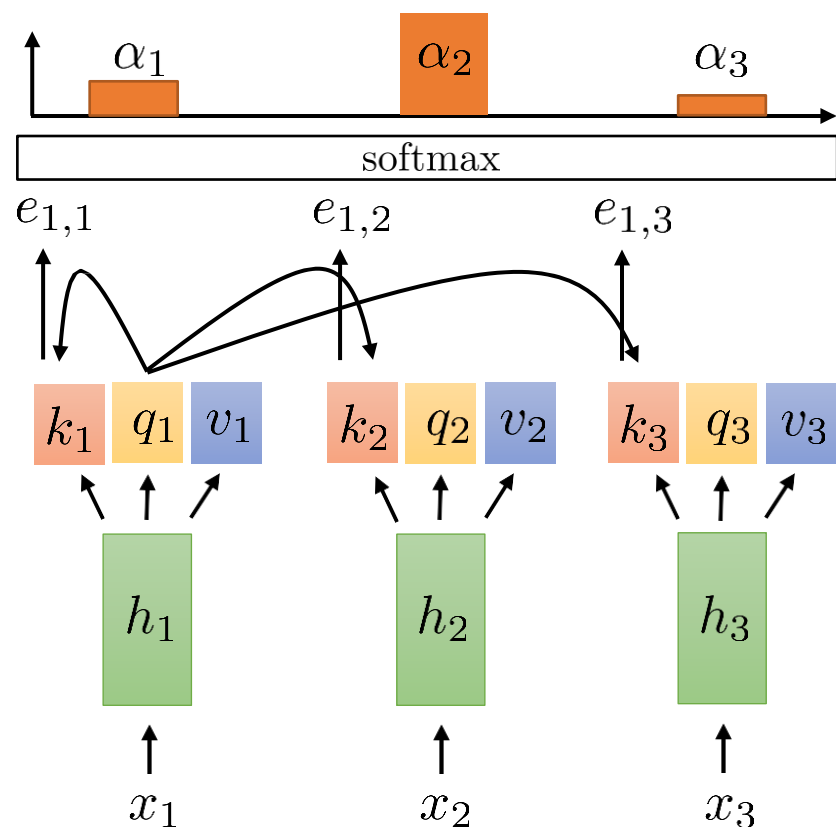 α₁ α₂ α₃
softmax
e₁,₁ e₁,₂ e₁,₃
k₁ q₁ v₁ k₂ q₂ v₂ k₃ q₃ v₃
h₁ h₂ h₃
x₁ x₂ x₃